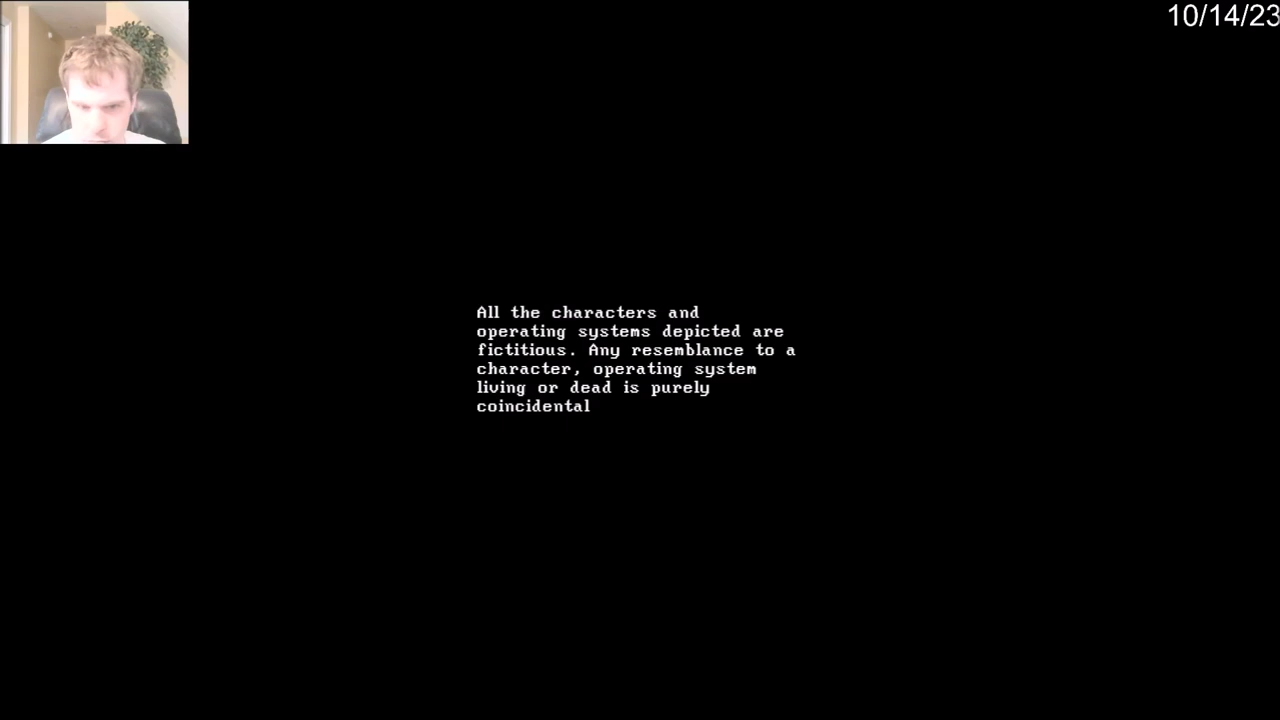 10/14/23
All the characters and
operating systems depicted are
fictitious. Any resemblance to a
character, operating system
living or dead is purely
coincidental